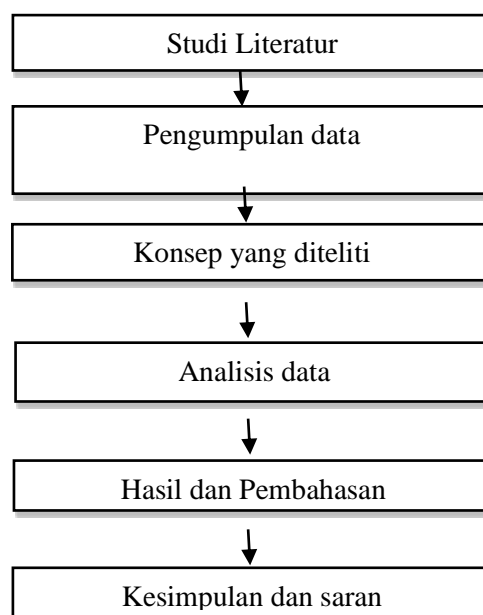 Studi Literatur
Pengumpulan data
Konsep yang diteliti
Analisis data
Hasil dan Pembahasan
Kesimpulan dan saran